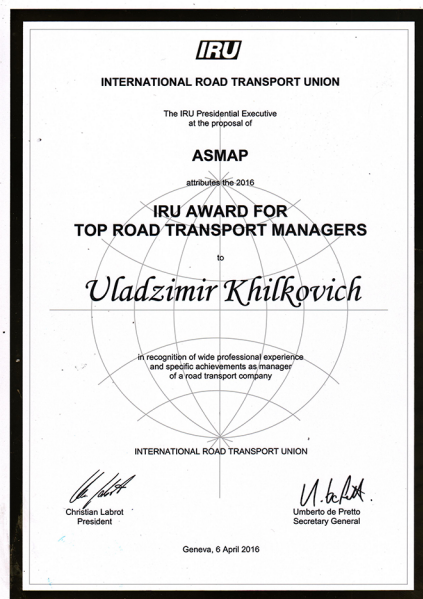 IRU
INTERNATIONAL ROAD TRANSPORT UNION
The IRU Presidential Executive
at the proposal of
ASMAP
attributes the 2016
IRU AWARD FOR
TOP ROAD TRANSPORT MANAGERS
to
Uladzimir Khilkovich
in recognition of wide professional experience
and specific achievements as manager
of a road transport company
INTERNATIONAL ROAD TRANSPORT UNION
Christian Labrot
President
Umberto de Pretto
Secretary General
Geneva, 6 April 2016